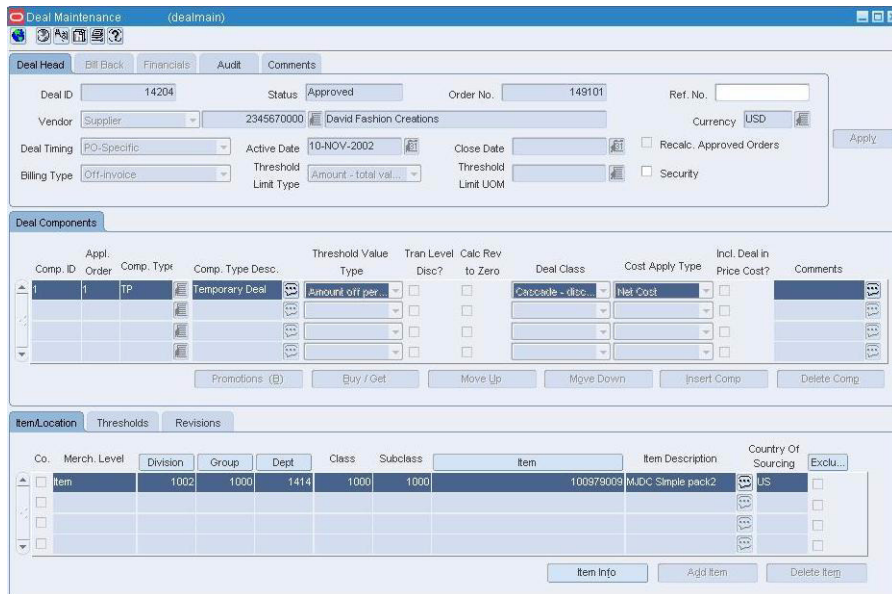 Deal Maintenance (dealmain)
Deal Head Bill Back Financials Audit Comments
Deal ID 14204 Status Approved Order No. 149101 Ref. No.
Vendor Supplier 2345670000 David Fashion Creations Currency USD
Apply
Deal Timing PO-Specific Active Date 10-NOV-2002 Close Date Recalc. Approved Orders
Billing Type Off-Invoice Threshold Limit Type Amount - total val... Threshold Limit UOM Security
Deal Components
Comp. ID Appl. Order Comp. Type Comp. Type Desc. Threshold Value Type Tran Level Disc? Calc Rev to Zero Deal Class Cost Apply Type Incl. Deal in Price Cost? Comments
1 1 TP Temporary Deal Amount off per... Cascade - disc... Net Cost
Promotions (B) Buy / Get Move Up Move Down Insert Comp Delete Comp
Item/Location Thresholds Revisions
Co. Merch. Level Division Group Dept Class Subclass Item Item Description Country Of Sourcing Exclu...
Item 1002 1000 1414 1000 1000 100979009 MJDC Simple pack2 US
Item Info Add Item Delete Item